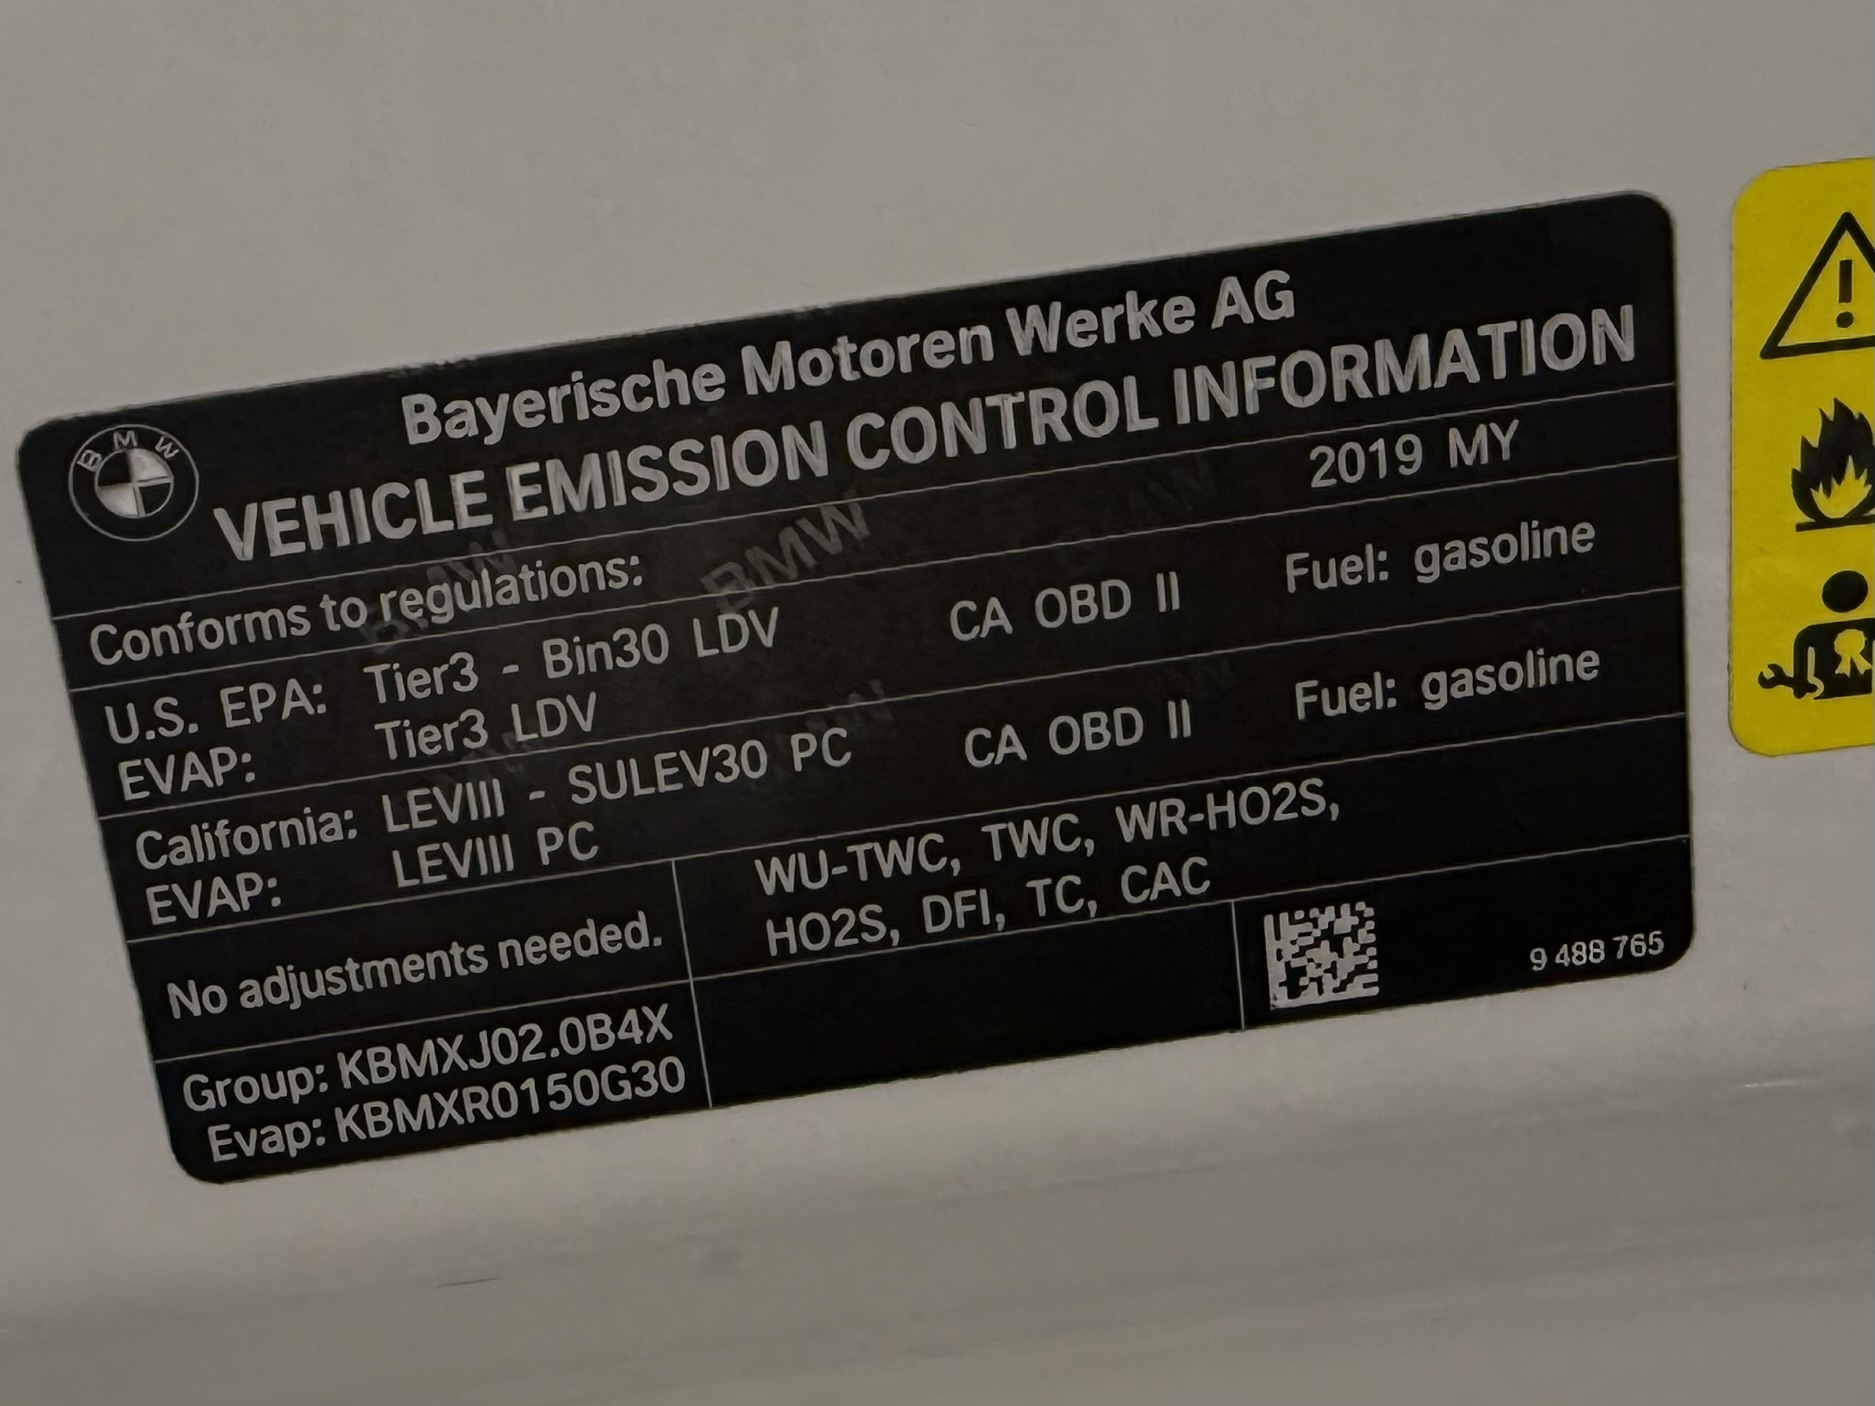 BMW
Bayerische Motoren Werke AG
VEHICLE EMISSION CONTROL INFORMATION
Conforms to regulations: 2019 MY
U.S. EPA: Tier3 - Bin30 LDV CA OBD II Fuel: gasoline
EVAP: Tier3 LDV
California: LEVIII - SULEV30 PC CA OBD II Fuel: gasoline
EVAP: LEVIII PC
No adjustments needed.
WU-TWC, TWC, WR-HO2S,
HO2S, DFI, TC, CAC
Group: KBMXJ02.0B4X
Evap: KBMXR0150G30
9 488 765